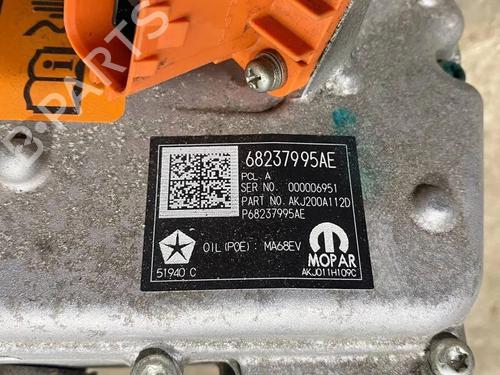 68237995AE
PCL. A
SER NO. 000006951
PART NO. AKJ200A112D
P68237995AE
OIL (POE) : MA68EV
MOPAR
51940 C
AKJ011H109C
B-PARTS